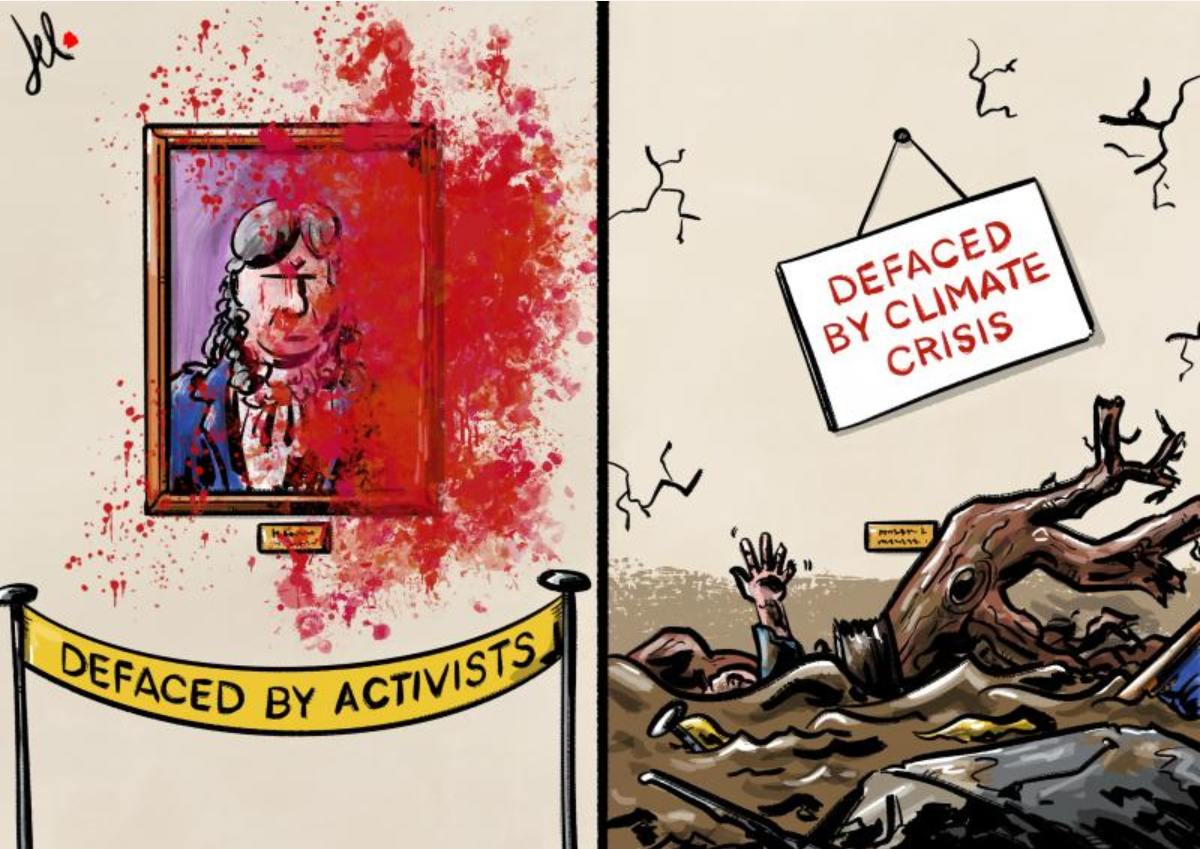 DEFACED BY ACTIVISTS
DEFACED
BY CLIMATE
CRISIS